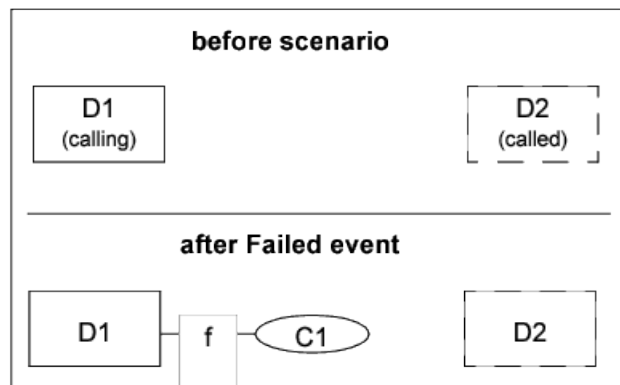 before scenario
D1
(calling)
D2
(called)
after Failed event
D1
f
C1
D2